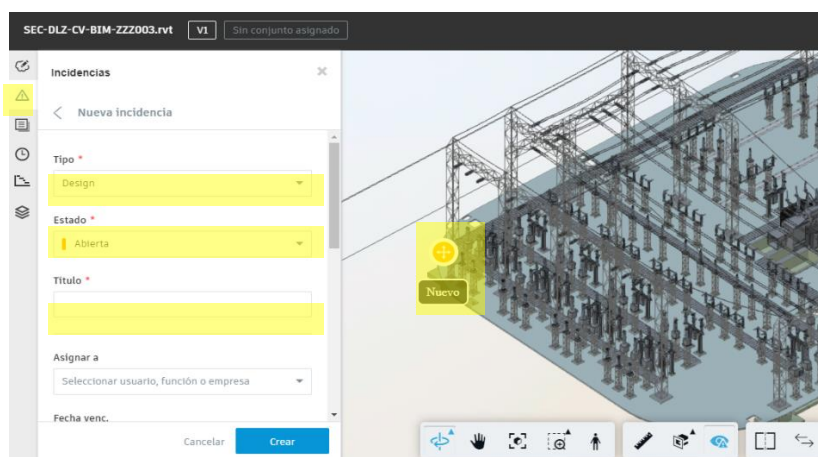 SEC-DLZ-CV-BIM-ZZZ003.rvt V1 Sin conjunto asignado
Incidencias
Nueva incidencia
Tipo *
Design
Estado *
Abierta
Título *
Asignar a
Seleccionar usuario, función o empresa
Fecha venc.
Cancelar Crear
Nuevo